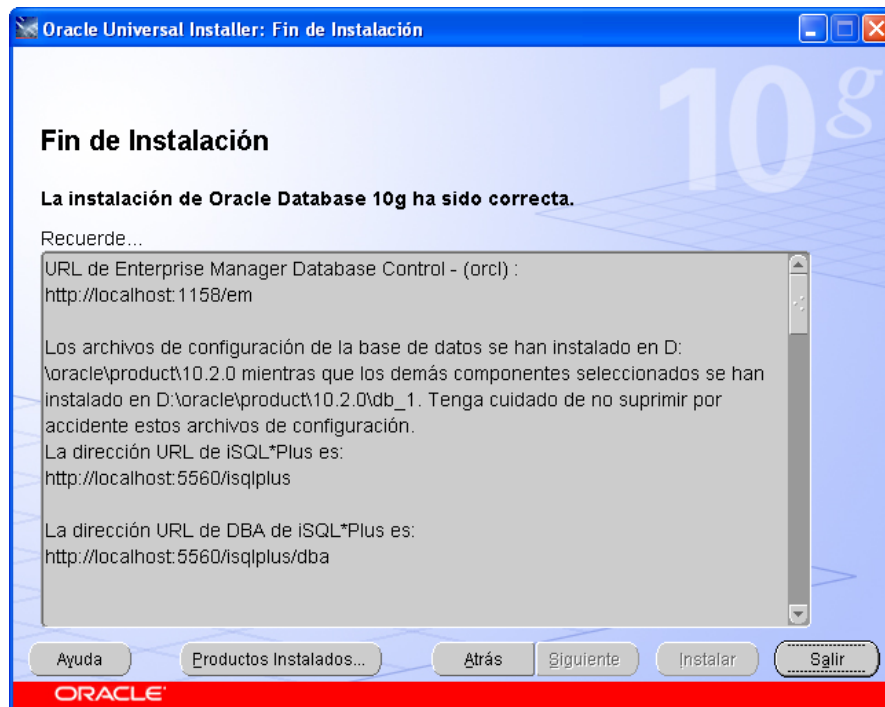 Oracle Universal Installer: Fin de Instalación
10g
Fin de Instalación
La instalación de Oracle Database 10g ha sido correcta.
Recuerde...
URL de Enterprise Manager Database Control - (orcl) :
http://localhost:1158/em
Los archivos de configuración de la base de datos se han instalado en D:
\oracle\product\10.2.0 mientras que los demás componentes seleccionados se han
instalado en D:\oracle\product\10.2.0\db_1. Tenga cuidado de no suprimir por
accidente estos archivos de configuración.
La dirección URL de iSQL*Plus es:
http://localhost:5560/isqlplus
La dirección URL de DBA de iSQL*Plus es:
http://localhost:5560/isqlplus/dba
Ayuda Productos Instalados... Atrás Siguiente Instalar Salir
ORACLE